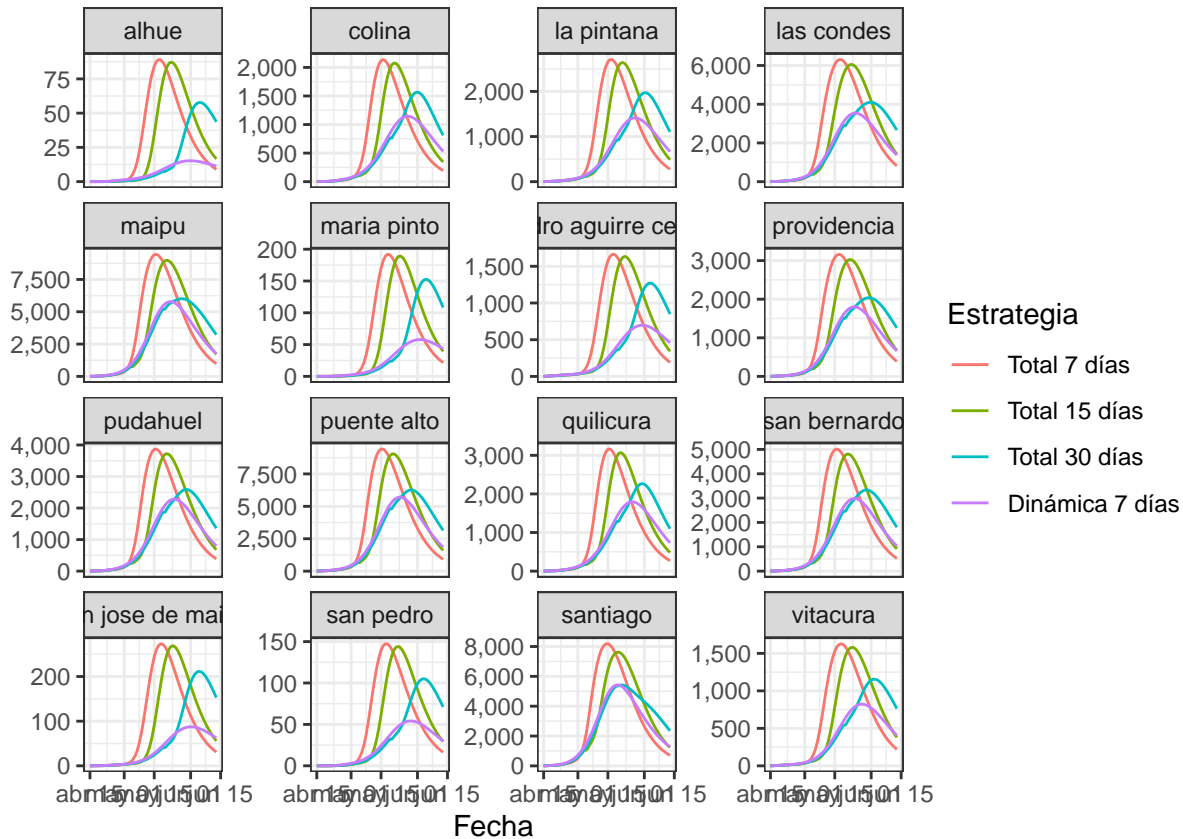 alhue colina la pintana las condes
75 2,000 6,000
50 1,500 2,000 4,000
25 1,000 1,000 2,000
500
0 0 0 0
maipu maria pinto dro aguirre ce providencia
7,500 200 1,500 3,000
5,000 150 1,000 2,000
2,500 100 500 1,000
50
0 0 0 0
pudahuel puente alto quilicura san bernardo
4,000 7,500 3,000 5,000
3,000 5,000 2,000 4,000
2,000 2,500 1,000 3,000
1,000 2,000
1,000
0 0 0 0
n jose de mai san pedro santiago vitacura
200 150 8,000 1,500
100 100 6,000 1,000
50 4,000 500
2,000
0 0 0 0
Fecha
Estrategia
Total 7 días
Total 15 días
Total 30 días
Dinámica 7 días